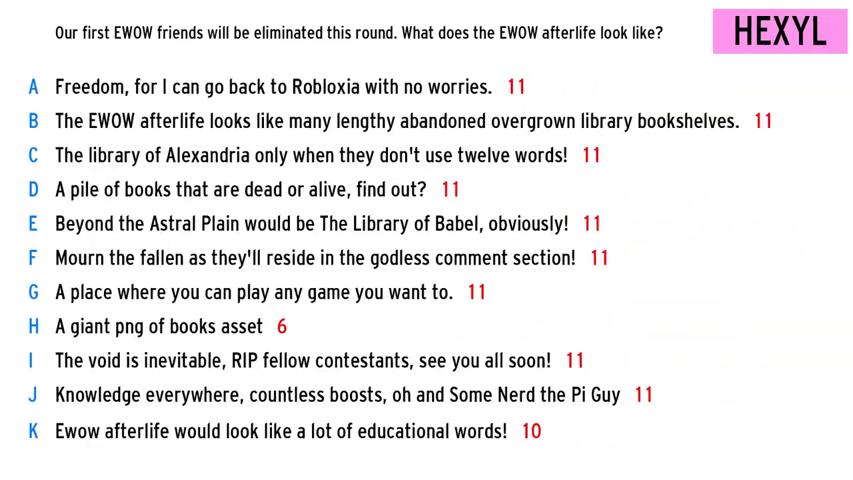 Our first EWOW friends will be eliminated this round. What does the EWOW afterlife look like?
HEXYL
A Freedom, for I can go back to Robloxia with no worries. 11
B The EWOW afterlife looks like many lengthy abandoned overgrown library bookshelves. 11
C The library of Alexandria only when they don't use twelve words! 11
D A pile of books that are dead or alive, find out? 11
E Beyond the Astral Plain would be The Library of Babel, obviously! 11
F Mourn the fallen as they'll reside in the godless comment section! 11
G A place where you can play any game you want to. 11
H A giant png of books asset 6
I The void is inevitable, RIP fellow contestants, see you all soon! 11
J Knowledge everywhere, countless boosts, oh and Some Nerd the Pi Guy 11
K Ewow afterlife would look like a lot of educational words! 10